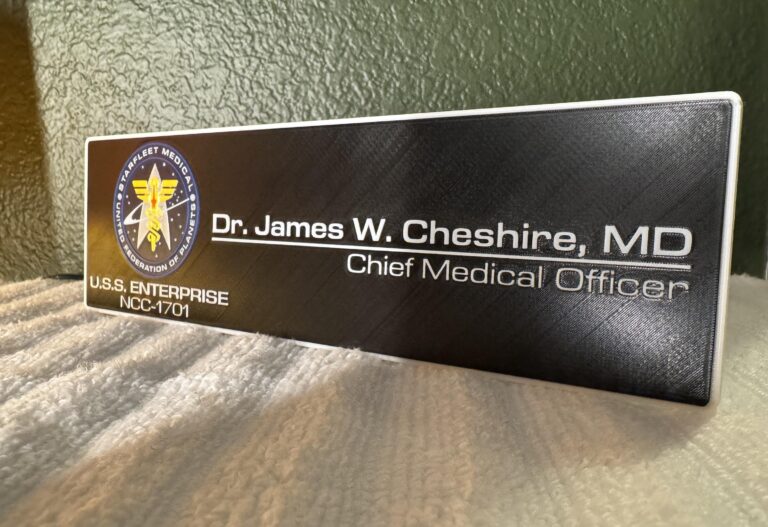 STARFLEET MEDICAL
UNITED FEDERATION OF PLANETS
U.S.S. ENTERPRISE
NCC-1701
Dr. James W. Cheshire, MD
Chief Medical Officer